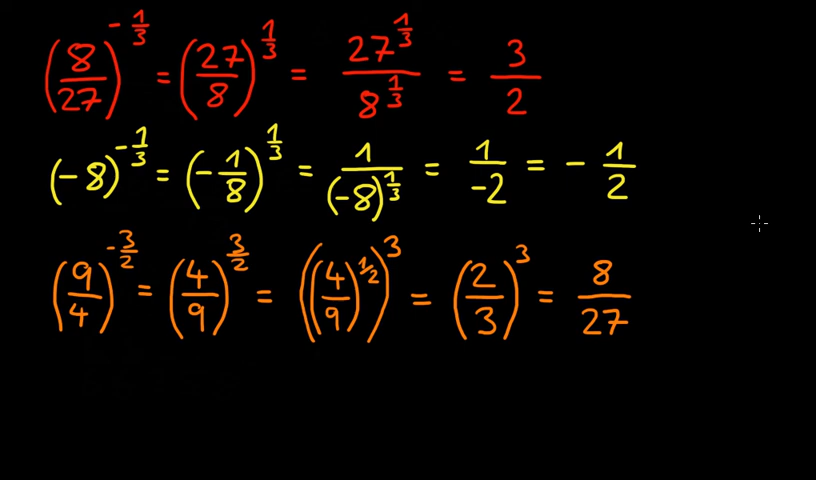 (8/27)^(-1/3) = (27/8)^(1/3) = 27^(1/3)/8^(1/3) = 3/2
(-8)^(-1/3) = (-1/8)^(1/3) = 1/(-8)^(1/3) = 1/-2 = -1/2
(9/4)^(-3/2) = (4/9)^(3/2) = ((4/9)^(1/2))^3 = (2/3)^3 = 8/27